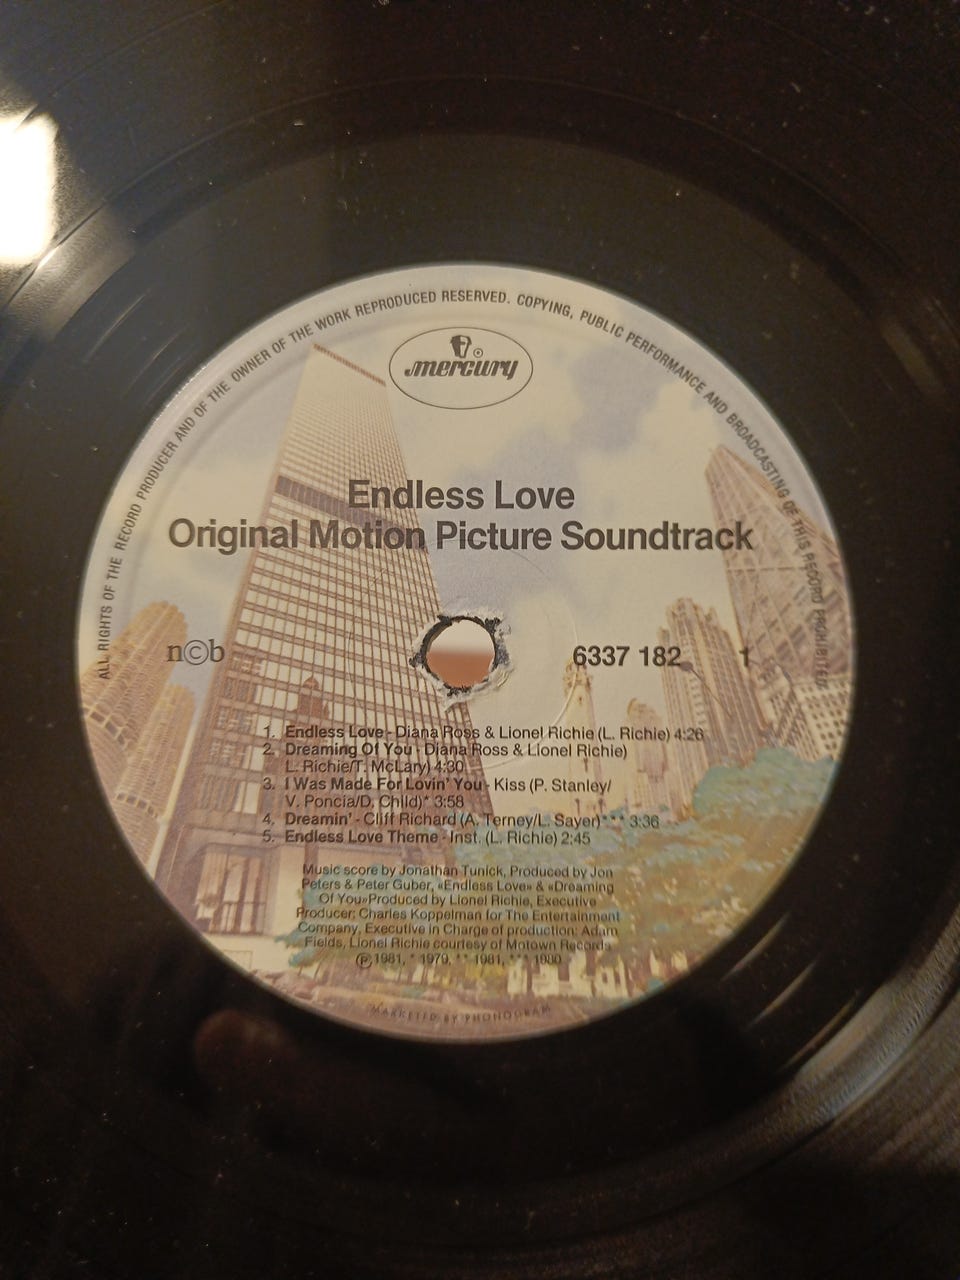 ALL RIGHTS OF THE RECORD PRODUCER AND OF THE OWNER OF THE WORK REPRODUCED RESERVED. COPYING, PUBLIC PERFORMANCE AND BROADCASTING OF THIS RECORD PROHIBITED
mercury
Endless Love
Original Motion Picture Soundtrack
n©b
6337 182 1
1. Endless Love - Diana Ross & Lionel Richie (L. Richie) 4:26
2. Dreaming Of You - Diana Ross & Lionel Richie)
L. Richie/T. McLary) 4:30
3. I Was Made For Lovin' You - Kiss (P. Stanley/
V. Poncia/D. Child)* 3:58
4. Dreamin' - Cliff Richard (A. Terney/L. Sayer)*** 3:36
5. Endless Love Theme - Inst. (L. Richie) 2:45
Music score by Jonathan Tunick, Produced by Jon
Peters & Peter Guber, «Endless Love» & «Dreaming
Of You»Produced by Lionel Richie, Executive
Producer: Charles Koppelman for The Entertainment
Company, Executive in Charge of production: Adam
Fields, Lionel Richie courtesy of Motown Records
Ⓟ1981, * 1979, ** 1981, *** 1980
MARKETED BY PHONOGRAM